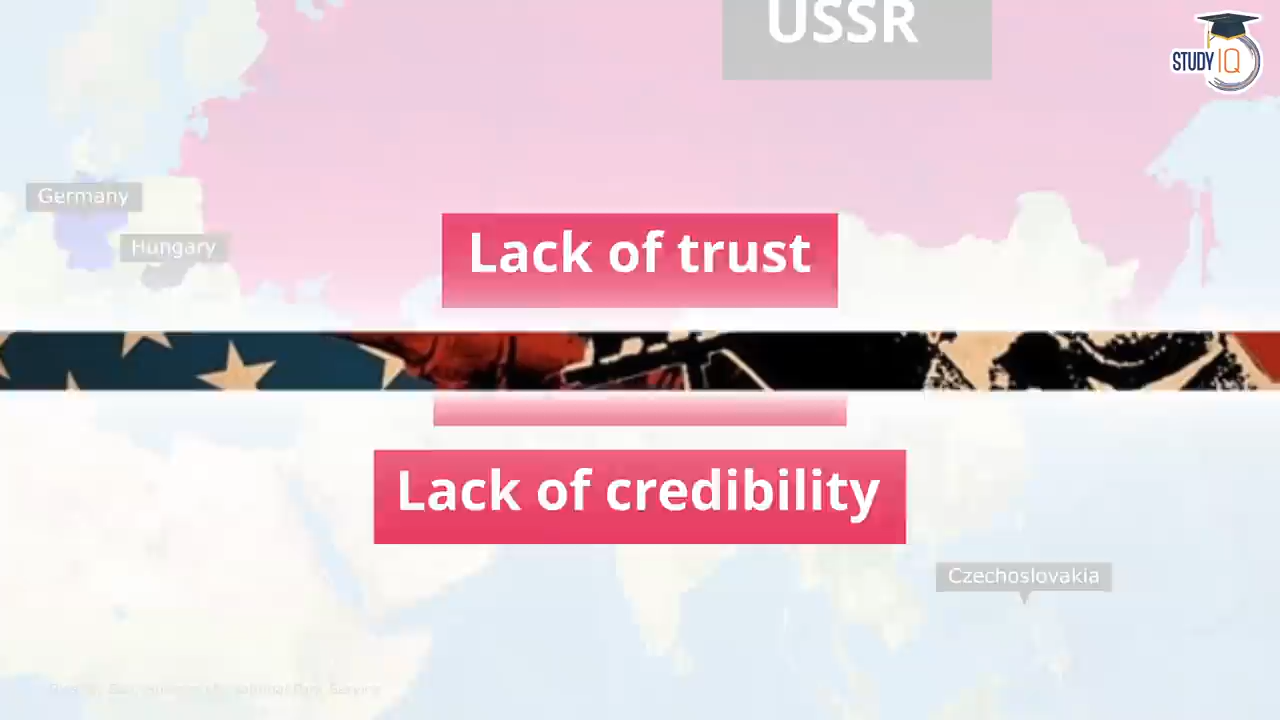 USSR
STUDY IQ
Germany
Hungary
Lack of trust
Lack of credibility
Czechoslovakia